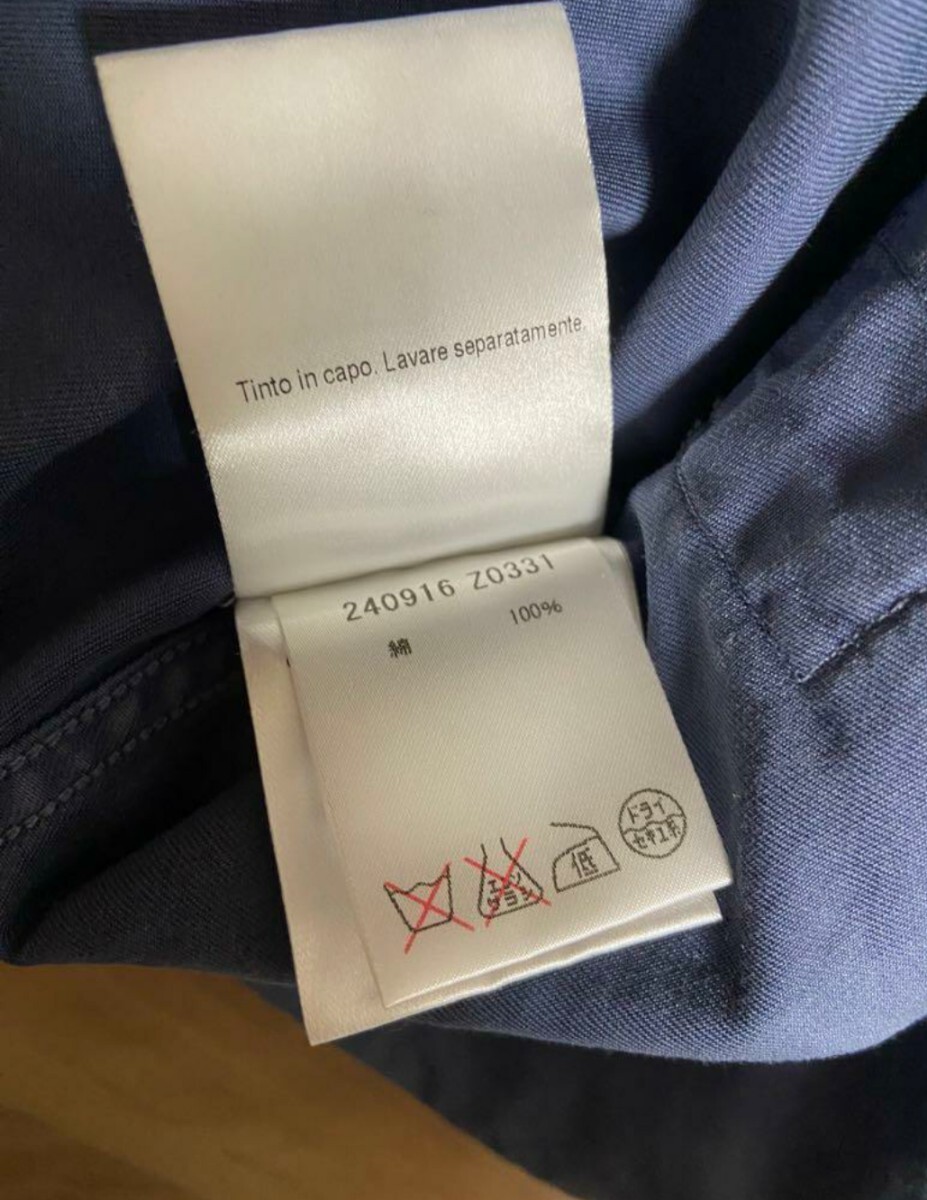 Tinto in capo. Lavare separatamente.
240916 Z0331
綿 100%
エンソ サラシ
低
ドライ
セキユ系